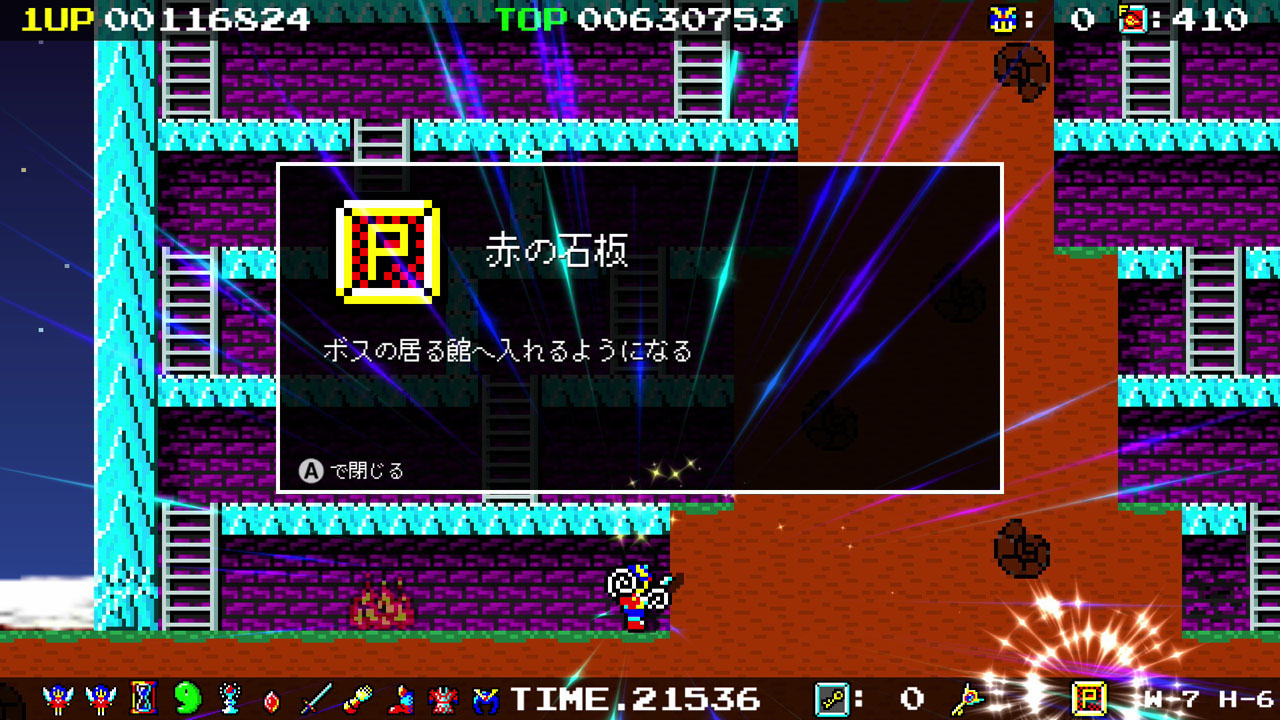 1UP 00116824 TOP 00630753 : 0 F : 410
P 赤の石板
ボスの居る館へ入れるようになる
Ⓐで閉じる
TIME.21536 : 0 P W-7 H-6